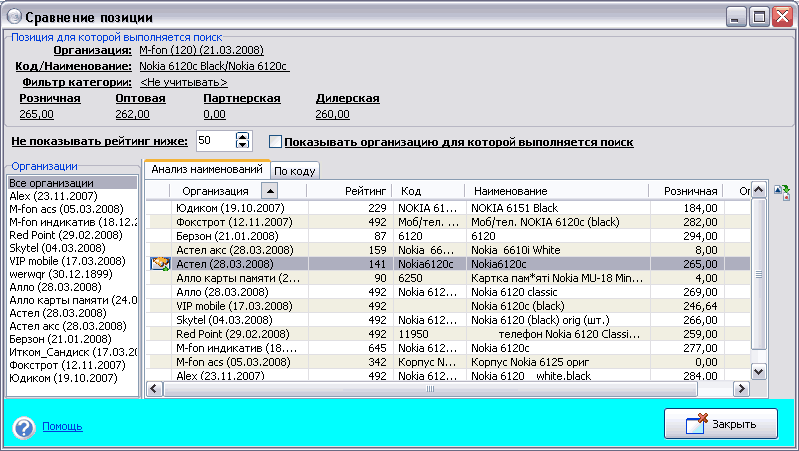 Сравнение позиции
Позиция для которой выполняется поиск
Организация: M-fon (120) (21.03.2008)
Код/Наименование: Nokia 6120c Black/Nokia 6120c
Фильтр категории: <Не учитывать>
Розничная Оптовая Партнерская Дилерская
265,00 262,00 0,00 260,00
Не показывать рейтинг ниже: 50 Показывать организацию для которой выполняется поиск
Организации
Все организации
Alex (23.11.2007)
M-fon acs (05.03.2008)
M-fon индикатив (18.12.2
Red Point (29.02.2008)
Skytel (04.03.2008)
VIP mobile (17.03.2008)
werwqr (30.12.1899)
Алло (28.03.2008)
Алло карты памяти (24.0
Астел (28.03.2008)
Астел акс (28.03.2008)
Берзон (21.01.2008)
Итком_Сандиск (17.03.20
Фокстрот (12.11.2007)
Юдиком (19.10.2007)
Анализ наименований По коду
Организация Рейтинг Код Наименование Розничная Оп
Юдиком (19.10.2007) 229 NOKIA 61... NOKIA 6151 Black 184,00
Фокстрот (12.11.2007) 492 Моб/тел. ... Моб/тел. NOKIA 6120c (black) 282,00
Берзон (21.01.2008) 87 6120 6120 294,00
Астел акс (28.03.2008) 159 Nokia 66... Nokia 6610i White 8,00
Астел (28.03.2008) 141 Nokia6120c Nokia6120c 265,00
Алло карты памяти (2... 90 6250 Картка пам*яті Nokia MU-18 Min... 4,00
Алло (28.03.2008) 492 Nokia 612... Nokia 6120 classic 269,00
VIP mobile (17.03.2008) 492 Nokia 6120c (black) 246,64
Skytel (04.03.2008) 492 Nokia 612... Nokia 6120 (black) orig (шт.) 266,00
Red Point (29.02.2008) 492 11950 телефон Nokia 6120 Classi... 259,00
M-fon индикатив (18.... 645 Nokia 612... Nokia 6120c 277,00
M-fon acs (05.03.2008) 342 Корпус N... Корпус Nokia 6125 ориг 0,00
Alex (23.11.2007) 492 Nokia 612... Nokia 6120 white.black 284.00
Помощь
Закрыть